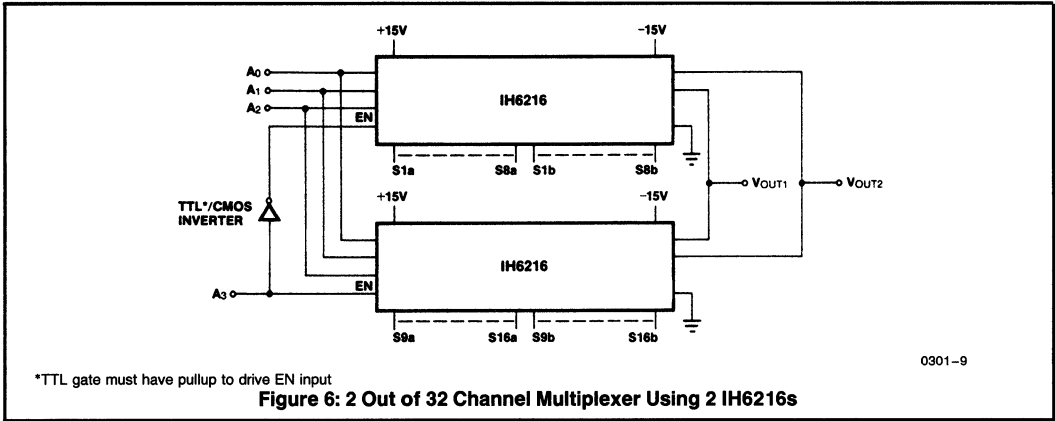 +15V
-15V
A0
A1
A2
EN
IH6216
S1a
S8a
S1b
S8b
VOUT1
VOUT2
TTL*/CMOS
INVERTER
+15V
-15V
IH6216
A3
EN
S9a
S16a
S9b
S16b
0301-9
*TTL gate must have pullup to drive EN input
Figure 6: 2 Out of 32 Channel Multiplexer Using 2 IH6216s